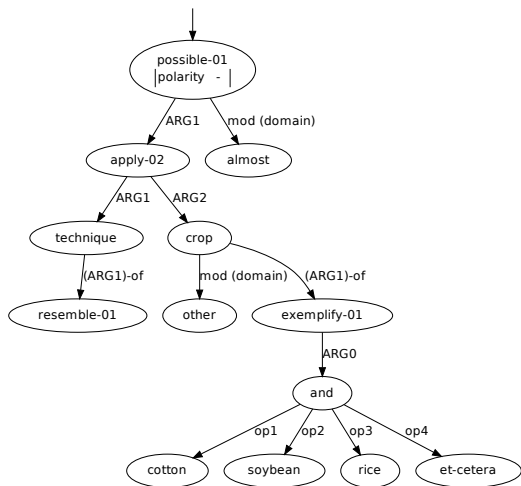 possible-01
polarity -
ARG1 mod (domain)
apply-02 almost
ARG1 ARG2
technique crop
(ARG1)-of mod (domain) (ARG1)-of
resemble-01 other exemplify-01
ARG0
and
op1 op2 op3 op4
cotton soybean rice et-cetera